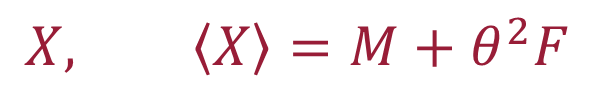 X, ⟨X⟩ = M + θ²F